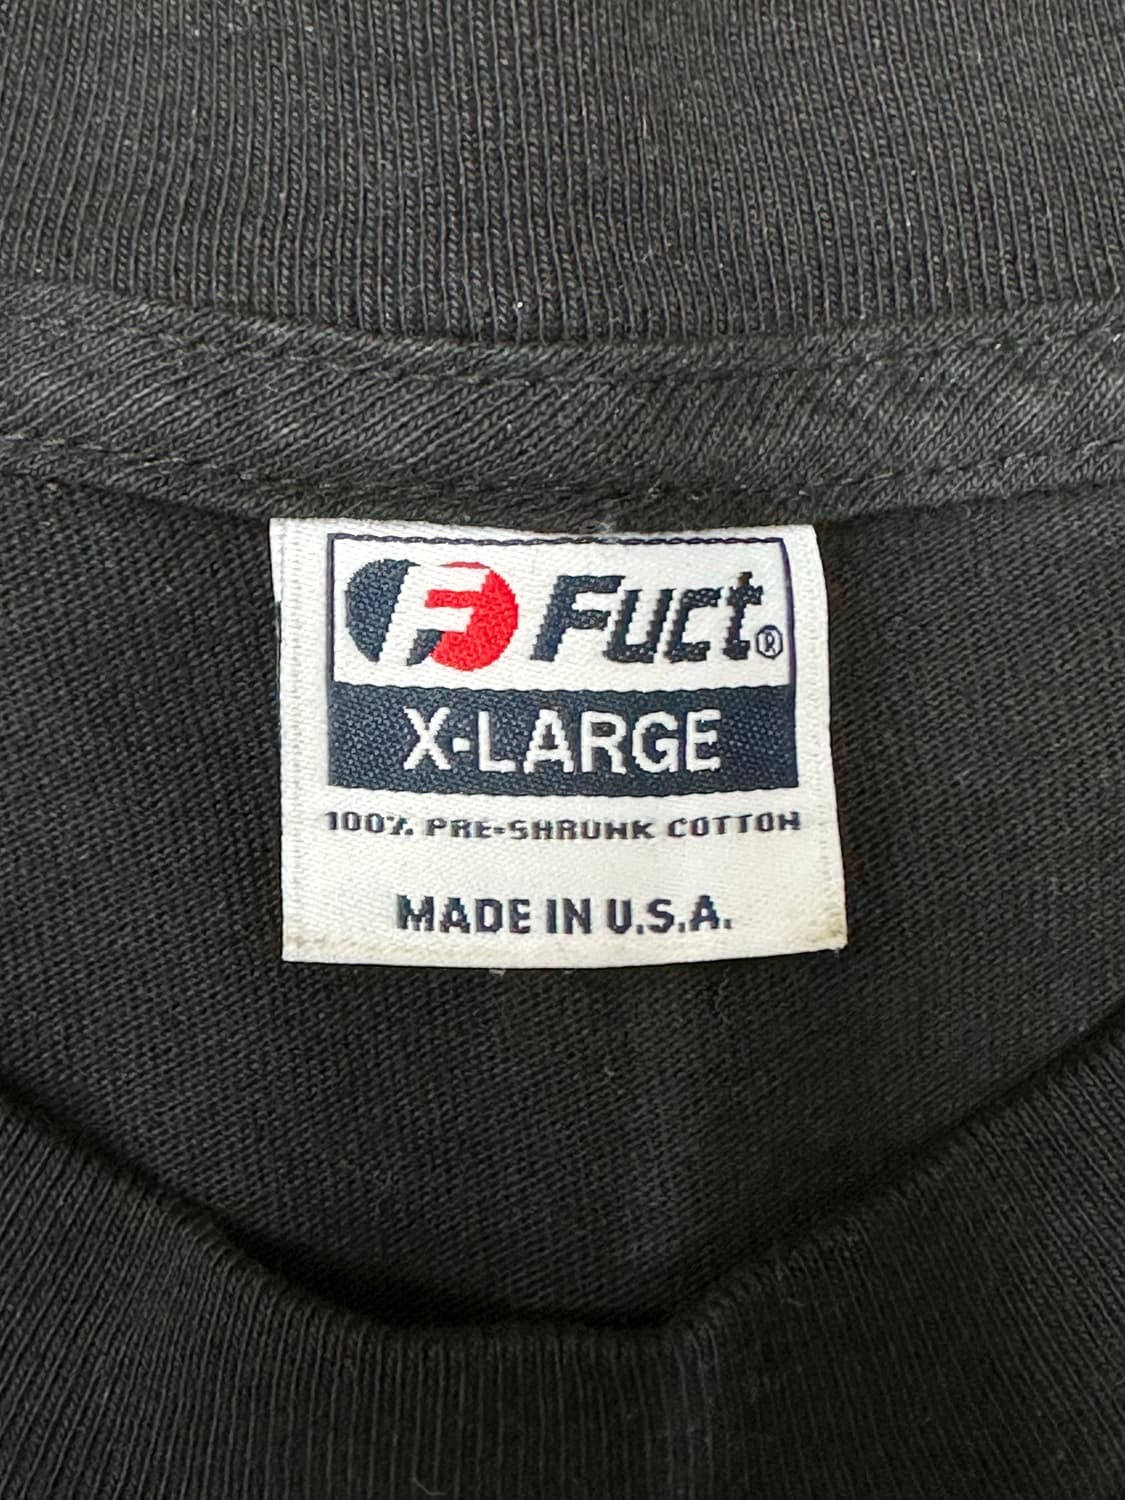 F Fuct®
X-LARGE
100% PRE-SHRUNK COTTON
MADE IN U.S.A.